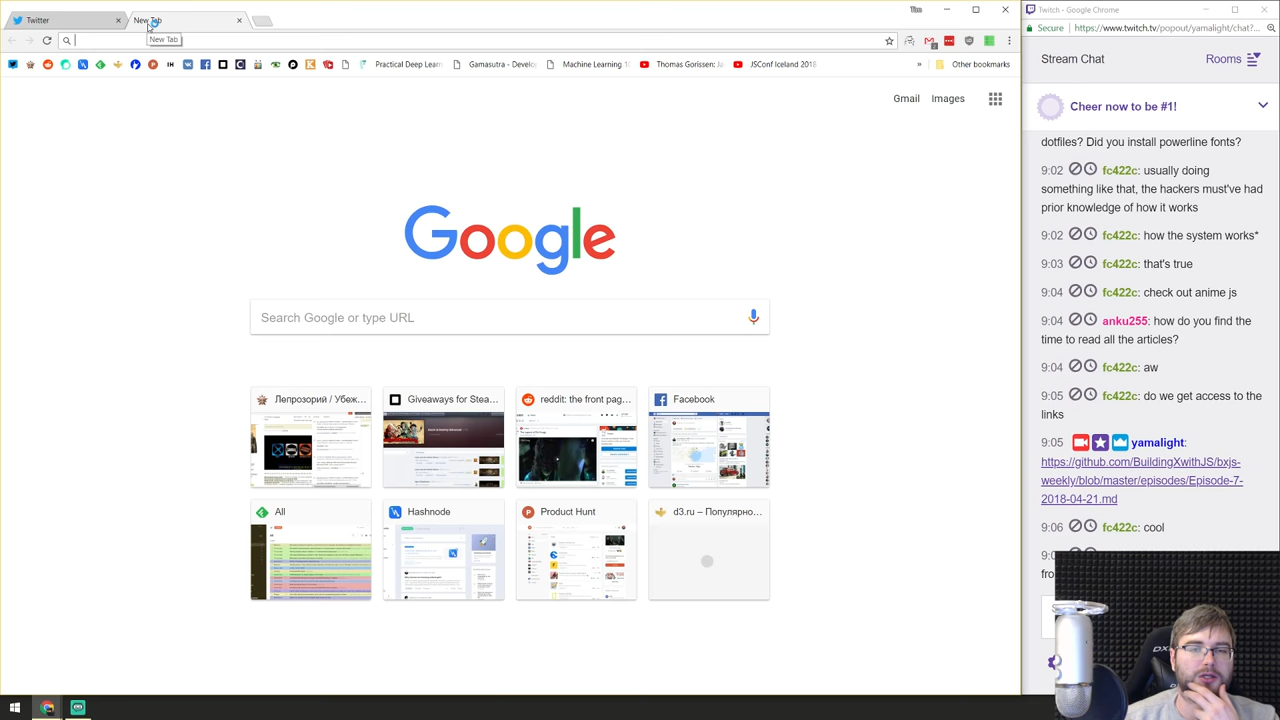 Twitter
New Tab
Tim
Twitch - Google Chrome
New Tab
Secure https://www.twitch.tv/popout/yamalight/chat?...
IH
Practical Deep Lear
Gamasutra - Develo
Machine Learning 1
Thomas Gorissen: Ja
JSConf Iceland 2018
»
Other bookmarks
Gmail
Images
Google
Search Google or type URL
Лепрозорий / Убеж...
Giveaways for Stea...
reddit: the front pag...
Facebook
All
Hashnode
Product Hunt
d3.ru – Популярно...
Stream Chat
Rooms
Cheer now to be #1!
dotfiles? Did you install powerline fonts?
9:02 fc422c: usually doing
something like that, the hackers must've had
prior knowledge of how it works
9:02 fc422c: how the system works*
9:03 fc422c: that's true
9:04 fc422c: check out anime js
9:04 anku255: how do you find the
time to read all the articles?
9:04 fc422c: aw
9:05 fc422c: do we get access to the
links
9:05 yamalight:
https://github.com/BuildingXwithJS/bxjs-
weekly/blob/master/episodes/Episode-7-
2018-04-21.md
9:06 fc422c: cool
DX